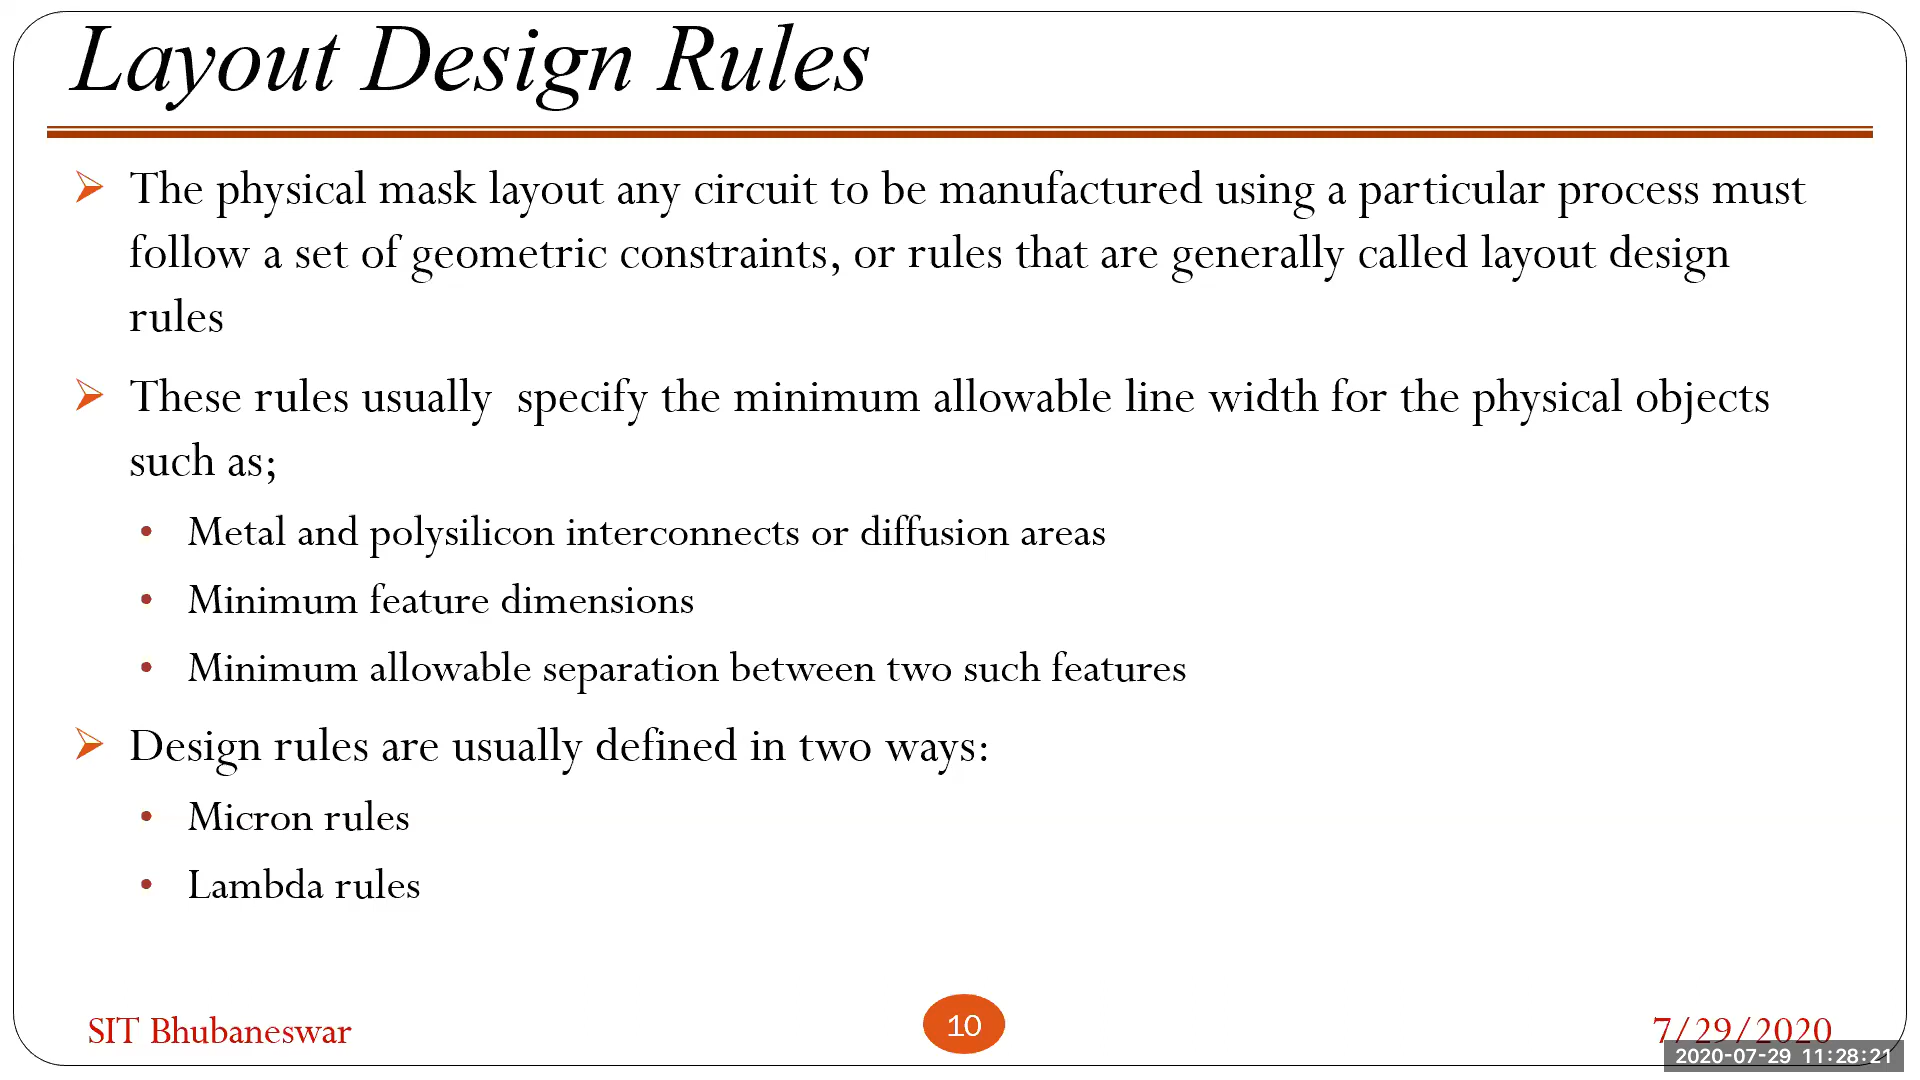 Layout Design Rules
The physical mask layout any circuit to be manufactured using a particular process must
follow a set of geometric constraints, or rules that are generally called layout design
rules
These rules usually  specify the minimum allowable line width for the physical objects
such as;
• Metal and polysilicon interconnects or diffusion areas
• Minimum feature dimensions
• Minimum allowable separation between two such features
Design rules are usually defined in two ways:
• Micron rules
• Lambda rules
SIT Bhubaneswar
10
7/29/2020
2020-07-29 11:28:21